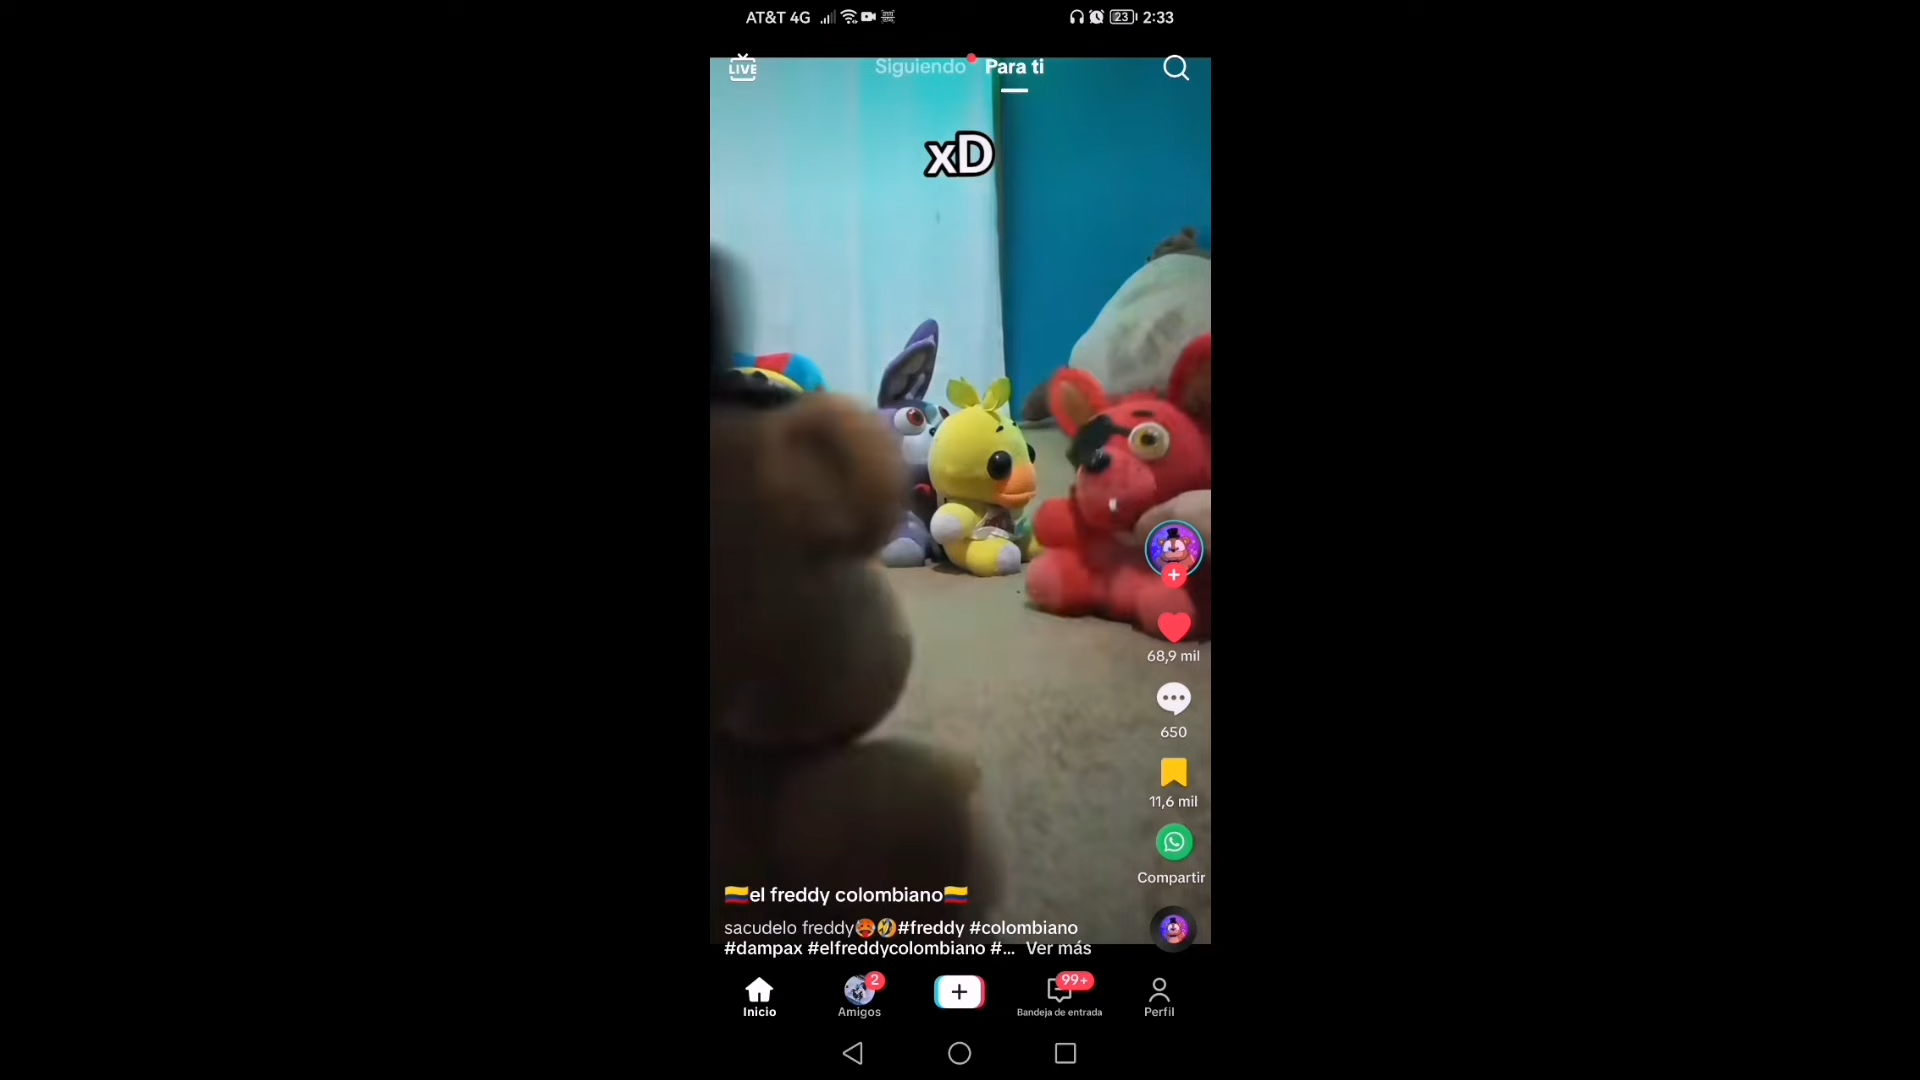 AT&T 4G 23 2:33
LIVE Siguiendo Para ti
xD
68,9 mil
650
11,6 mil
Compartir
🇨🇴el freddy colombiano🇨🇴
sacudelo freddy🥵🤣#freddy #colombiano
#dampax #elfreddycolombiano #... Ver más
2 99+
Inicio Amigos Bandeja de entrada Perfil